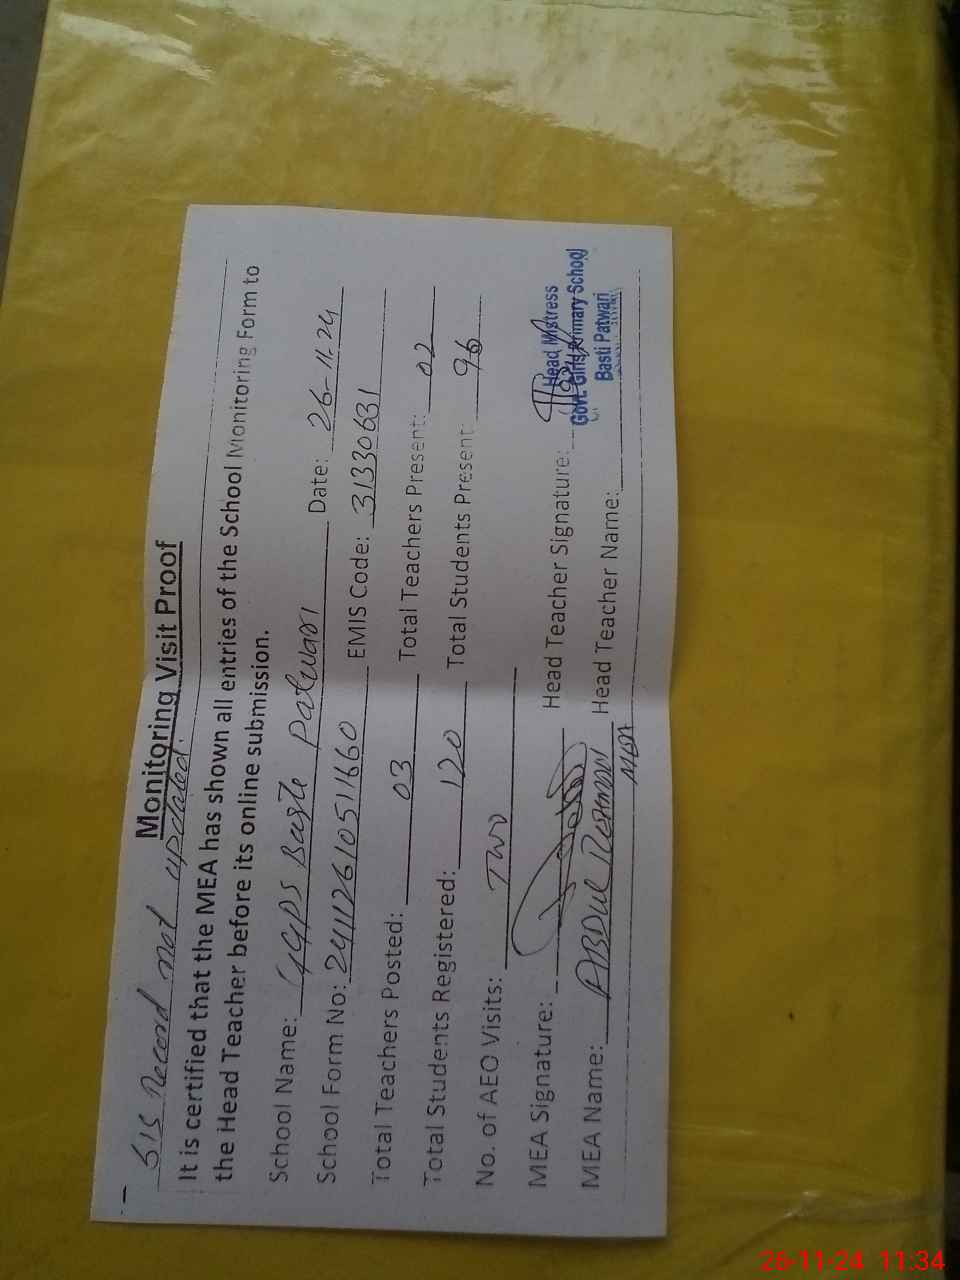 Monitoring Visit Proof
SIS Record not updated.
It is certified that the MEA has shown all entries of the School Monitoring Form to
the Head Teacher before its online submission.
School Name: GGPS Basti Patwari Date: 26-11-24
School Form No: 241126105111660 EMIS Code: 31330631
Total Teachers Posted: 03 Total Teachers Present: 02
Total Students Registered: 120 Total Students Present: 96
No. of AEO Visits: Two
MEA Signature: Head Teacher Signature:
Head Mistress
Govt. Girls Primary School
Basti Patwari
MEA Name: ABDUL REHMAN Head Teacher Name:
26-11-24 11:34